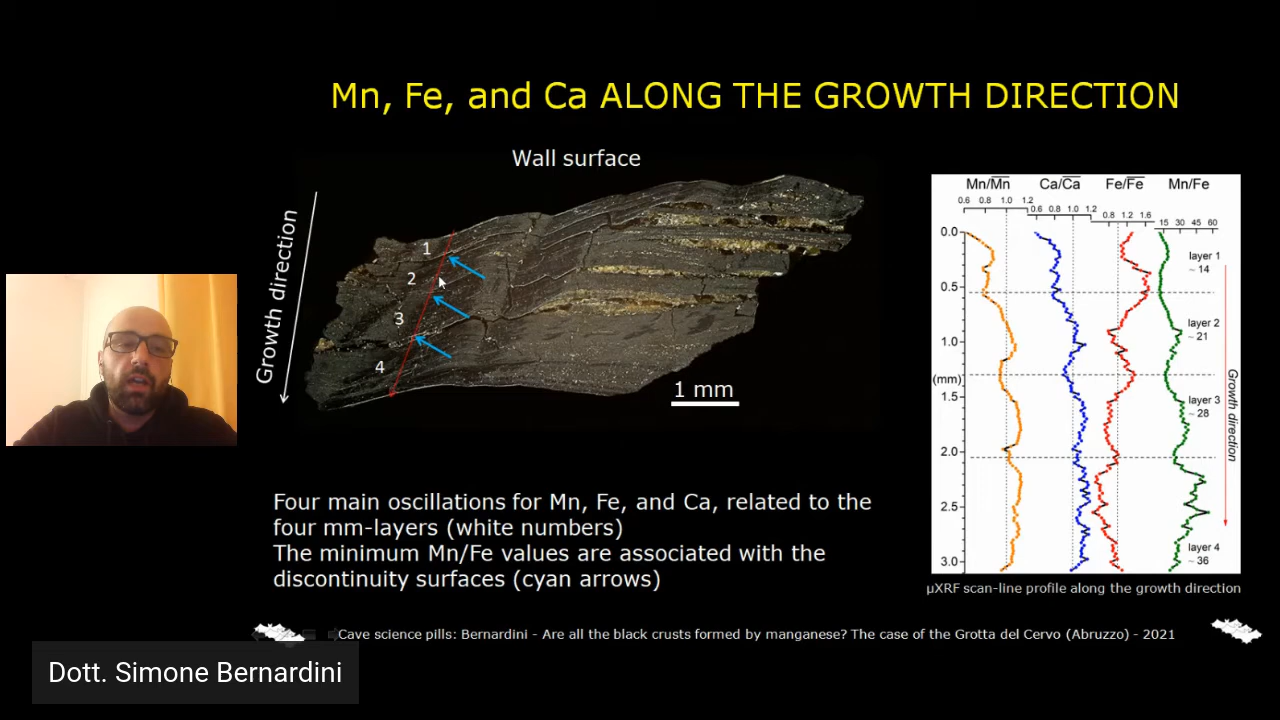 Mn, Fe, and Ca ALONG THE GROWTH DIRECTION
Wall surface
Growth direction
1
2
3
4
1 mm
Mn/Mn Ca/Ca Fe/Fe Mn/Fe
0.6 0.8 1.0 1.2 0.6 0.8 1.0 1.2 0.8 1.2 1.6 15 30 45 60
0.0
0.5
1.0
(mm)
1.5
2.0
2.5
3.0
layer 1
~ 14
layer 2
~ 21
layer 3
~ 28
layer 4
~ 36
Growth direction
µXRF scan-line profile along the growth direction
Four main oscillations for Mn, Fe, and Ca, related to the
four mm-layers (white numbers)
The minimum Mn/Fe values are associated with the
discontinuity surfaces (cyan arrows)
Cave science pills: Bernardini - Are all the black crusts formed by manganese? The case of the Grotta del Cervo (Abruzzo) - 2021
Dott. Simone Bernardini